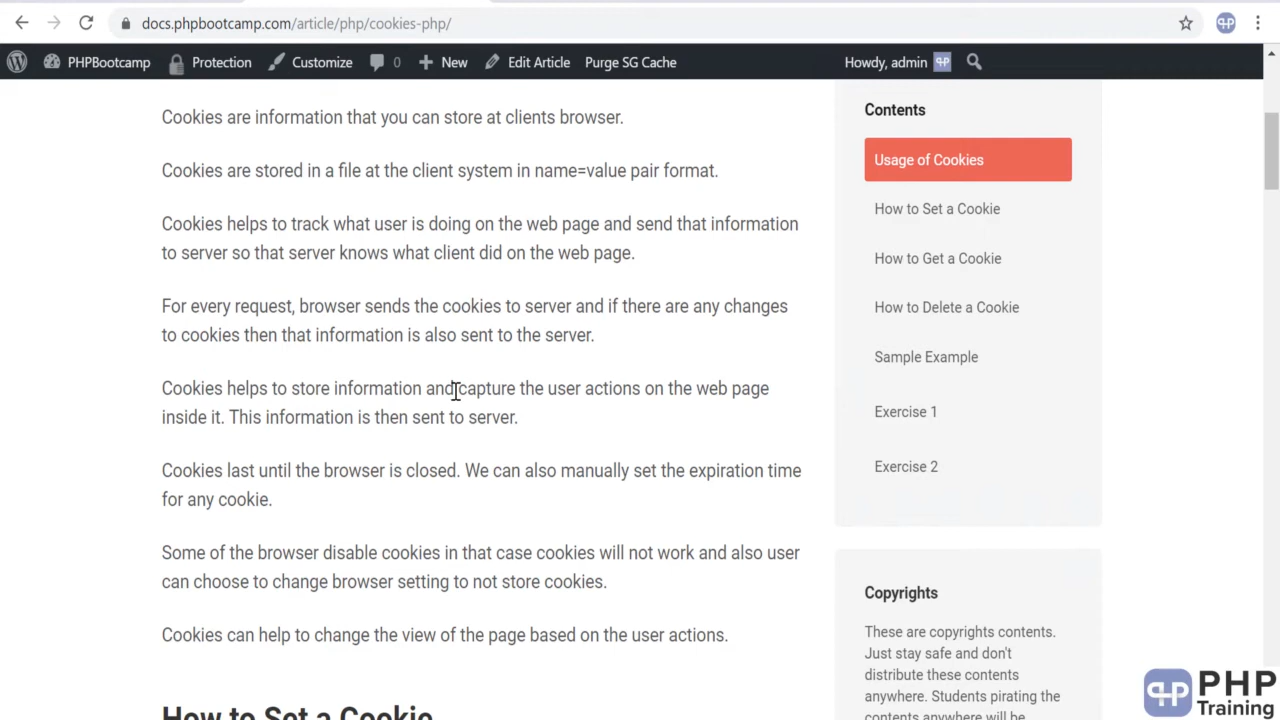 docs.phpbootcamp.com/article/php/cookies-php/
PHPBootcamp Protection Customize 0 New Edit Article Purge SG Cache Howdy, admin
Cookies are information that you can store at clients browser.
Cookies are stored in a file at the client system in name=value pair format.
Cookies helps to track what user is doing on the web page and send that information
to server so that server knows what client did on the web page.
For every request, browser sends the cookies to server and if there are any changes
to cookies then that information is also sent to the server.
Cookies helps to store information and capture the user actions on the web page
inside it. This information is then sent to server.
Cookies last until the browser is closed. We can also manually set the expiration time
for any cookie.
Some of the browser disable cookies in that case cookies will not work and also user
can choose to change browser setting to not store cookies.
Cookies can help to change the view of the page based on the user actions.
How to Set a Cookie
Contents
Usage of Cookies
How to Set a Cookie
How to Get a Cookie
How to Delete a Cookie
Sample Example
Exercise 1
Exercise 2
Copyrights
These are copyrights contents.
Just stay safe and don't
distribute these contents
anywhere. Students pirating the
contents anywhere will be
PHP
Training